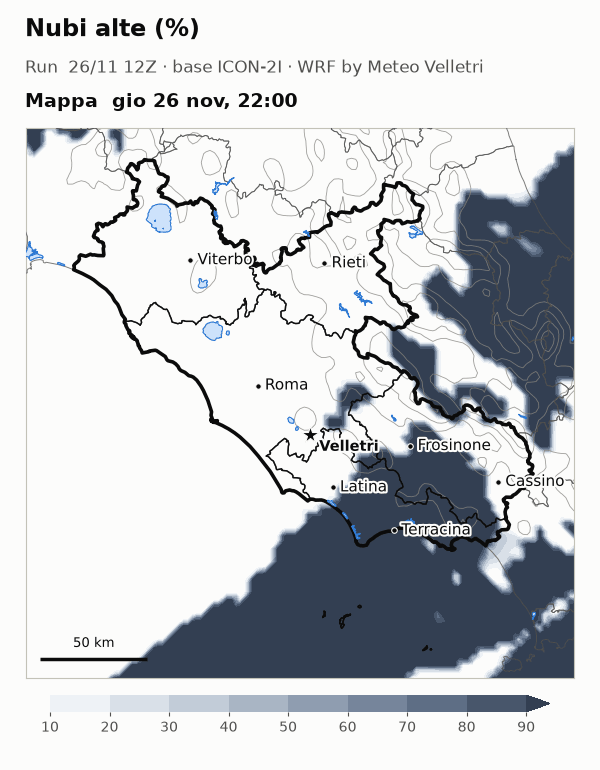 Nubi alte (%)
Run 26/11 12Z · base ICON-2I · WRF by Meteo Velletri
Mappa gio 26 nov, 22:00
Viterbo
Rieti
Roma
Velletri
Frosinone
Cassino
Latina
Terracina
50 km
10 20 30 40 50 60 70 80 90